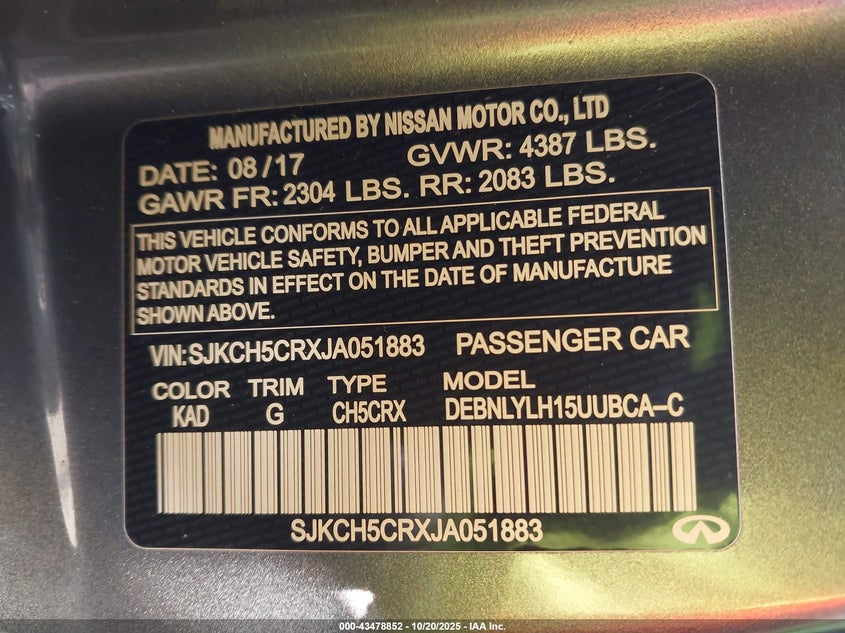 MANUFACTURED BY NISSAN MOTOR CO., LTD
DATE: 08/17 GVWR: 4387 LBS.
GAWR FR: 2304 LBS. RR: 2083 LBS.
THIS VEHICLE CONFORMS TO ALL APPLICABLE FEDERAL
MOTOR VEHICLE SAFETY, BUMPER AND THEFT PREVENTION
STANDARDS IN EFFECT ON THE DATE OF MANUFACTURE
SHOWN ABOVE.
VIN: SJKCH5CRXJA051883 PASSENGER CAR
COLOR TRIM TYPE MODEL
KAD G CH5CRX DEBNLYLH15UUBCA-C
SJKCH5CRXJA051883
000-43478852 - 10/20/2025 - IAA Inc.